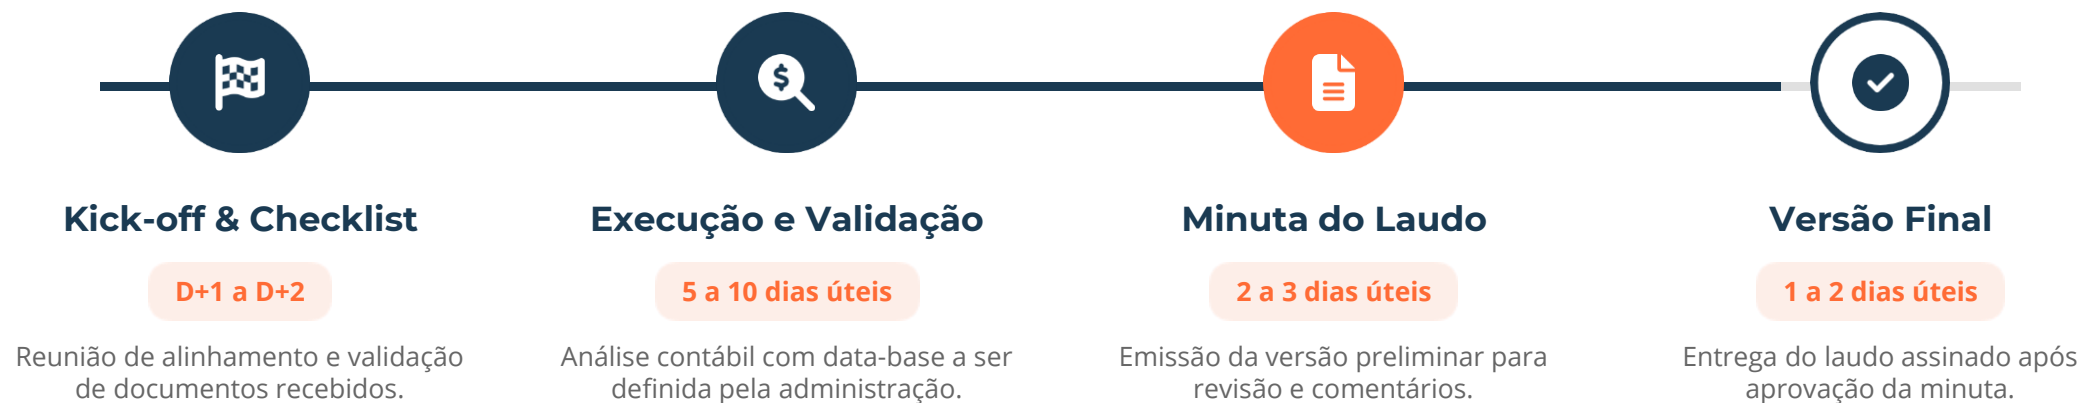 Kick-off & Checklist
D+1 a D+2
Reunião de alinhamento e validação
de documentos recebidos.
Execução e Validação
5 a 10 dias úteis
Análise contábil com data-base a ser
definida pela administração.
Minuta do Laudo
2 a 3 dias úteis
Emissão da versão preliminar para
revisão e comentários.
Versão Final
1 a 2 dias úteis
Entrega do laudo assinado após
aprovação da minuta.